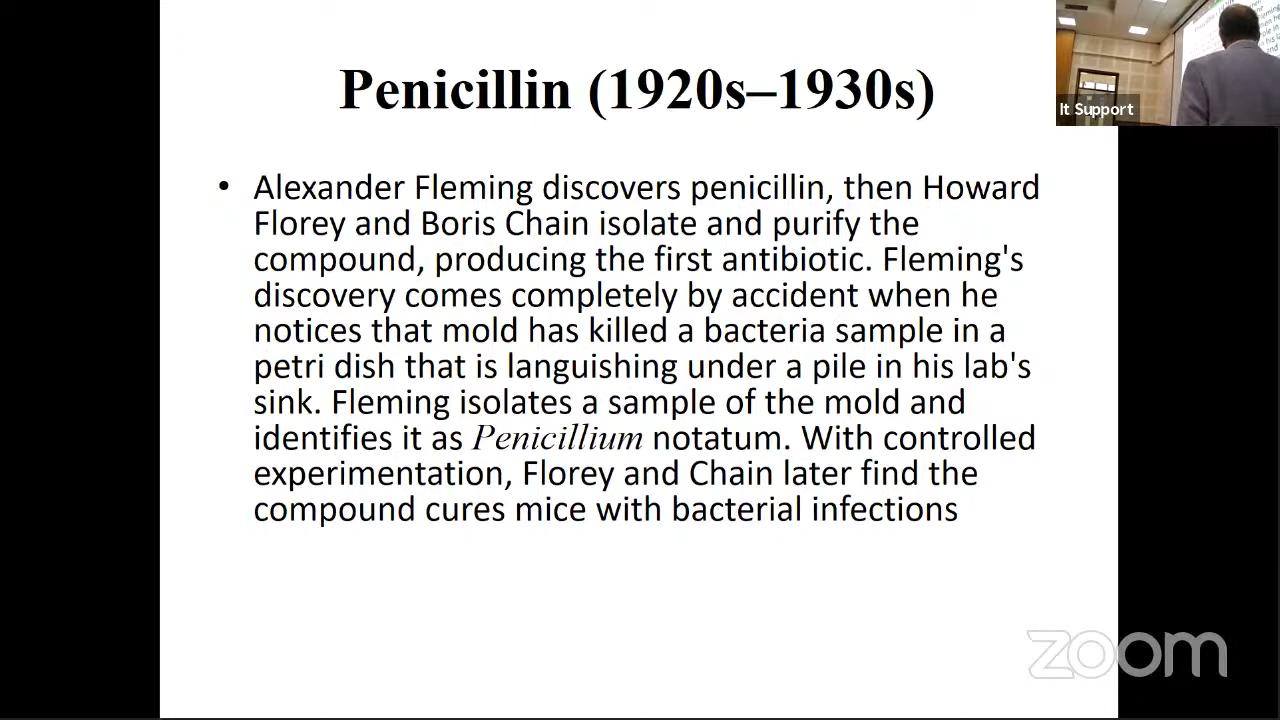 Penicillin (1920s–1930s)
It Support
• Alexander Fleming discovers penicillin, then Howard
Florey and Boris Chain isolate and purify the
compound, producing the first antibiotic. Fleming's
discovery comes completely by accident when he
notices that mold has killed a bacteria sample in a
petri dish that is languishing under a pile in his lab's
sink. Fleming isolates a sample of the mold and
identifies it as Penicillium notatum. With controlled
experimentation, Florey and Chain later find the
compound cures mice with bacterial infections
zoom